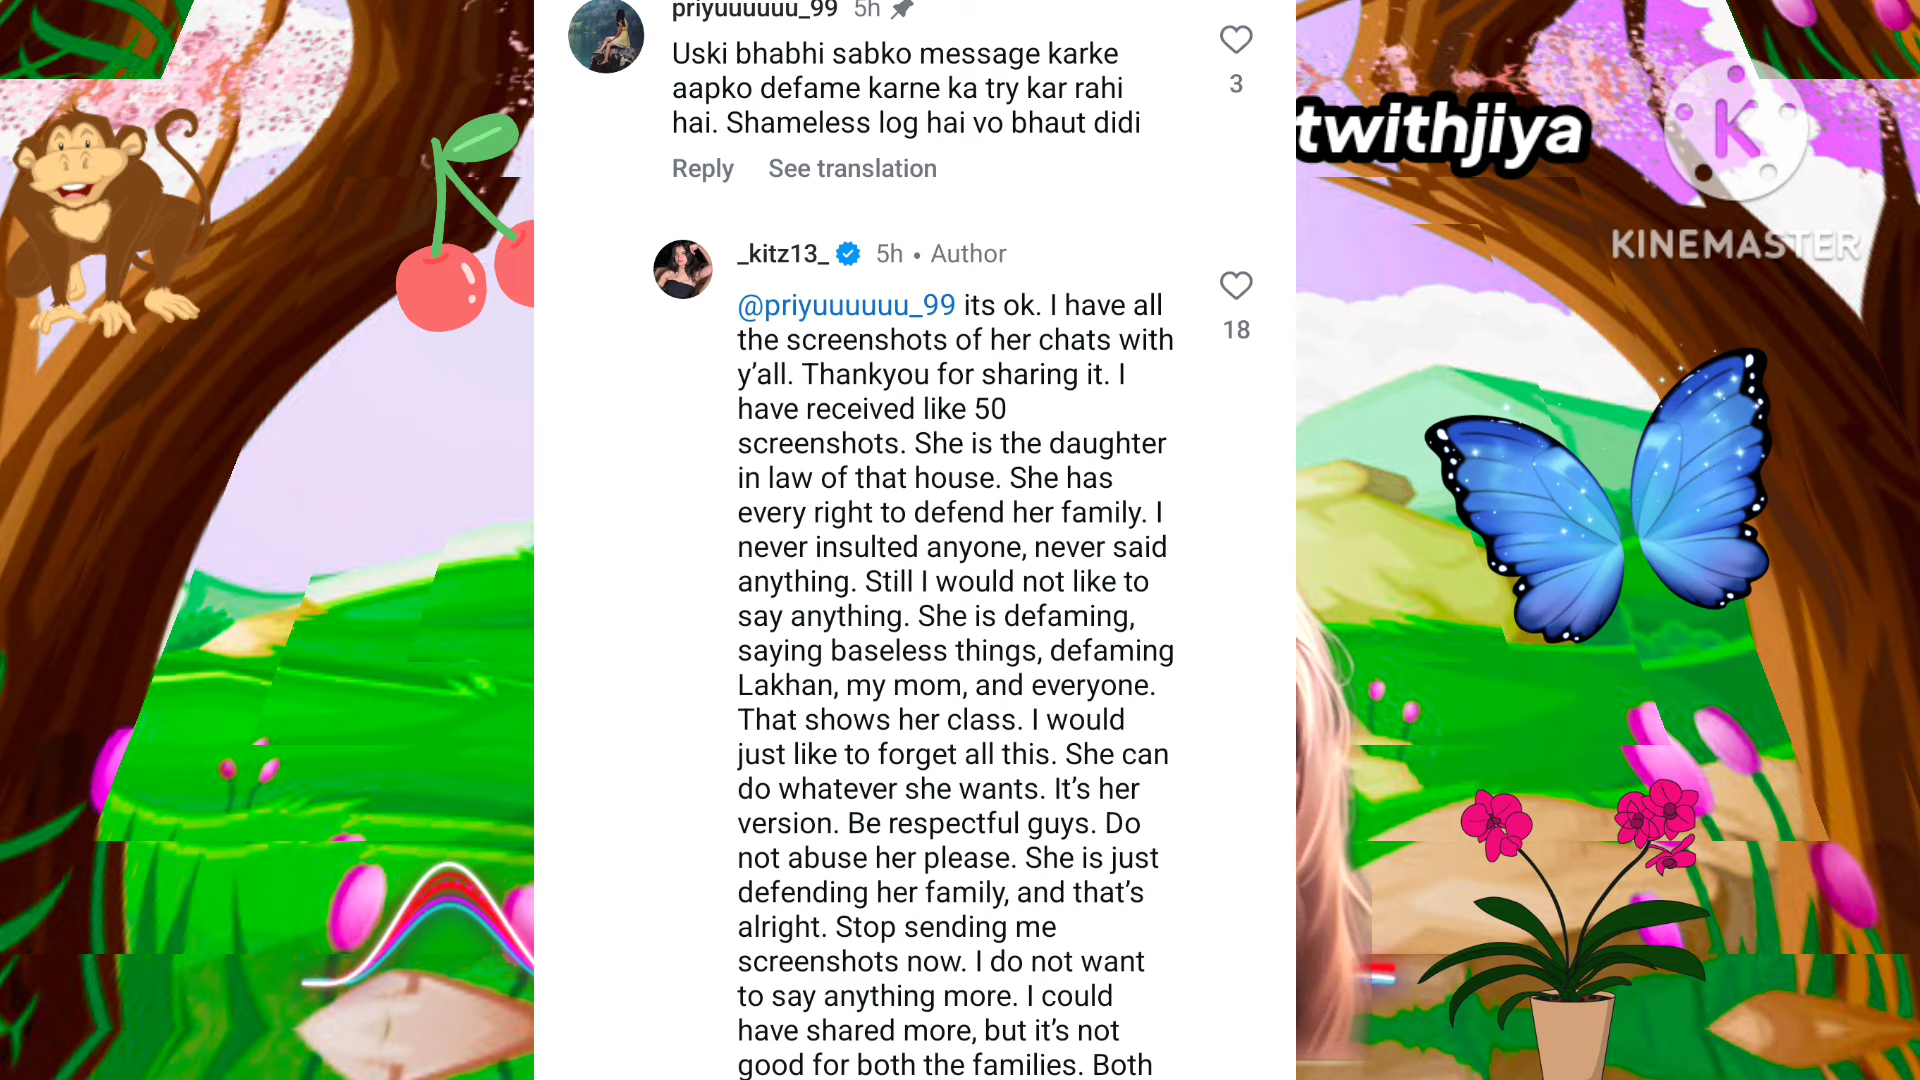 priyuuuuuu_99 5h
Uski bhabhi sabko message karke
aapko defame karne ka try kar rahi
hai. Shameless log hai vo bhaut didi
3
Reply See translation
_kitz13_ 5h • Author
@priyuuuuuu_99 its ok. I have all
the screenshots of her chats with
y’all. Thankyou for sharing it. I
have received like 50
screenshots. She is the daughter
in law of that house. She has
every right to defend her family. I
never insulted anyone, never said
anything. Still I would not like to
say anything. She is defaming,
saying baseless things, defaming
Lakhan, my mom, and everyone.
That shows her class. I would
just like to forget all this. She can
do whatever she wants. It’s her
version. Be respectful guys. Do
not abuse her please. She is just
defending her family, and that’s
alright. Stop sending me
screenshots now. I do not want
to say anything more. I could
have shared more, but it’s not
good for both the families. Both
18
twithjiya
K
KINEMASTER